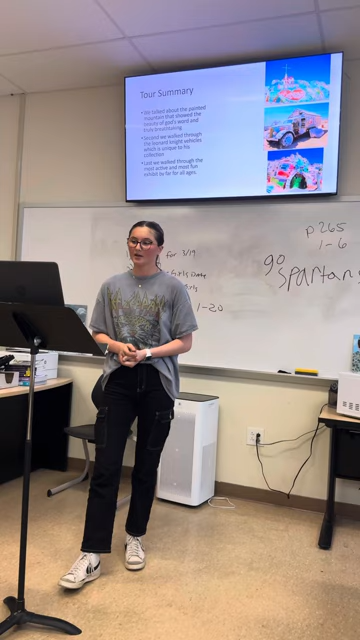 Tour Summary
• We talked about the painted
mountain that showed the
beauty of god's word and
truly breathtaking
• Second we walked through
the leonard knight vehicles
which is unique to his
collection
• Last we walked through the
most active and most fun
exhibit by far for all ages.
p 265
1-6
for 3/19
go
Spartans
1-20